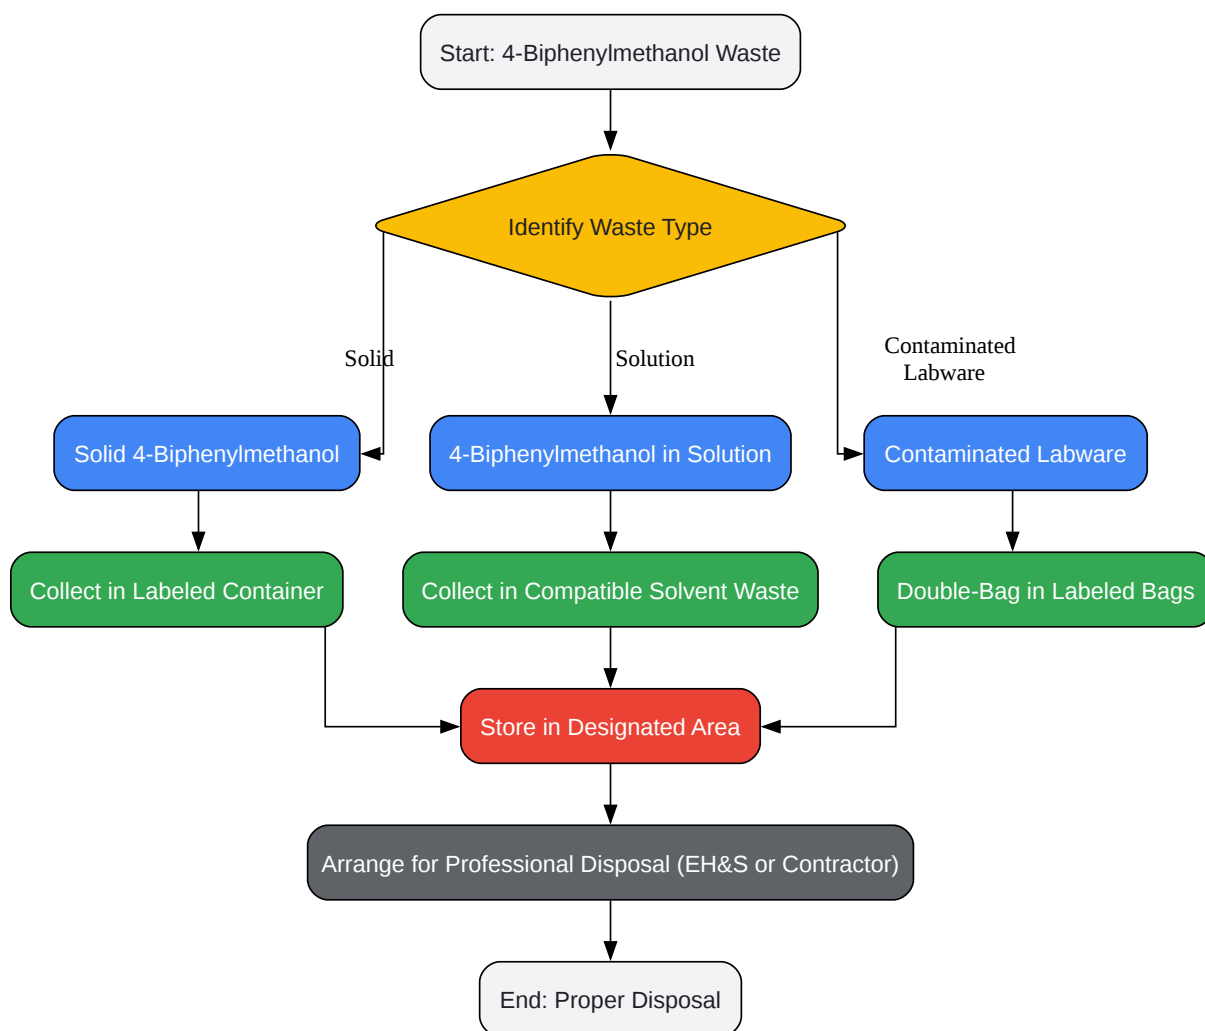 Start: 4-Biphenylmethanol Waste
Identify Waste Type
Solid
Solution
Contaminated
Labware
Solid 4-Biphenylmethanol
4-Biphenylmethanol in Solution
Contaminated Labware
Collect in Labeled Container
Collect in Compatible Solvent Waste
Double-Bag in Labeled Bags
Store in Designated Area
Arrange for Professional Disposal (EH&S or Contractor)
End: Proper Disposal